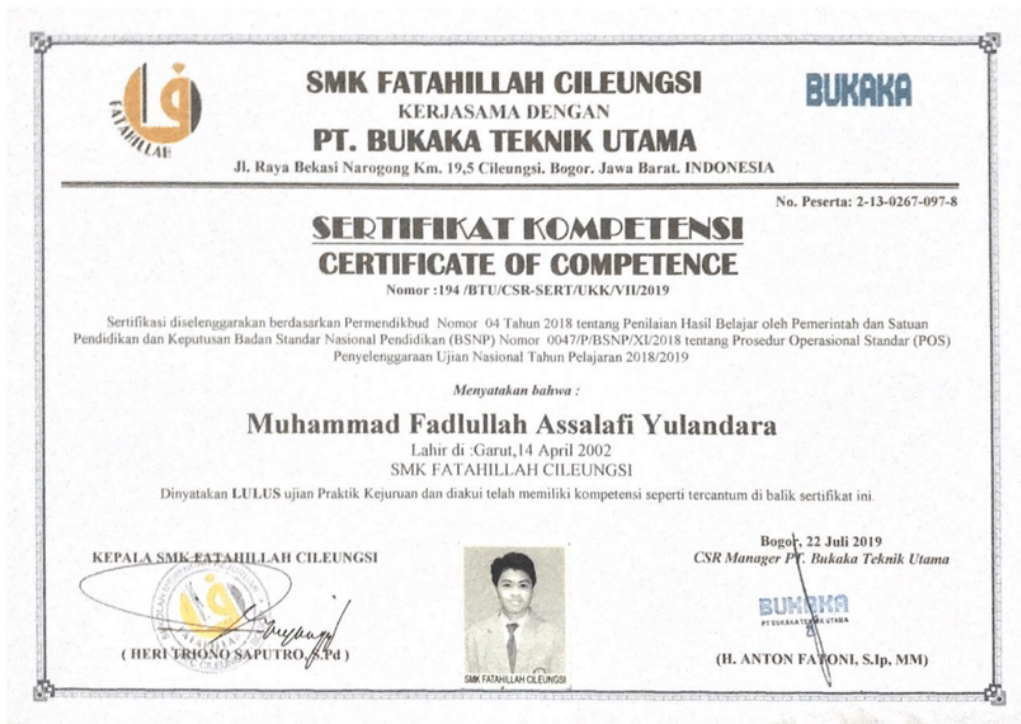 FATAHILLAH
SMK FATAHILLAH CILEUNGSI
KERJASAMA DENGAN
PT. BUKAKA TEKNIK UTAMA
Jl. Raya Bekasi Narogong Km. 19,5 Cileungsi. Bogor. Jawa Barat. INDONESIA
BUKAKA
No. Peserta: 2-13-0267-097-8
SERTIFIKAT KOMPETENSI
CERTIFICATE OF COMPETENCE
Nomor :194 /BTU/CSR-SERT/UKK/VII/2019
Sertifikasi diselenggarakan berdasarkan Permendikbud Nomor 04 Tahun 2018 tentang Penilaian Hasil Belajar oleh Pemerintah dan Satuan
Pendidikan dan Keputusan Badan Standar Nasional Pendidikan (BSNP) Nomor 0047/P/BSNP/XI/2018 tentang Prosedur Operasional Standar (POS)
Penyelenggaraan Ujian Nasional Tahun Pelajaran 2018/2019
Menyatakan bahwa :
Muhammad Fadlullah Assalafi Yulandara
Lahir di :Garut,14 April 2002
SMK FATAHILLAH CILEUNGSI
Dinyatakan LULUS ujian Praktik Kejuruan dan diakui telah memiliki kompetensi seperti tercantum di balik sertifikat ini.
KEPALA SMK FATAHILLAH CILEUNGSI
( HERI TRIONO SAPUTRO, S.Pd )
SMK FATAHILLAH CILEUNGSI
Bogor, 22 Juli 2019
CSR Manager PT. Bukaka Teknik Utama
BUKAKA
PT BUKAKA TEKNIK UTAMA
(H. ANTON FATONI, S.Ip, MM)